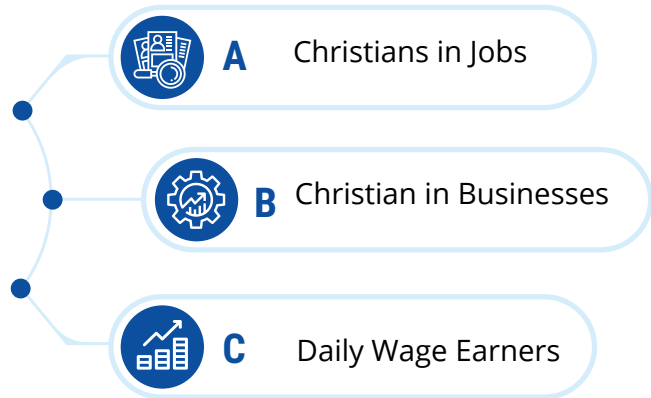 A Christians in Jobs
B Christian in Businesses
C Daily Wage Earners